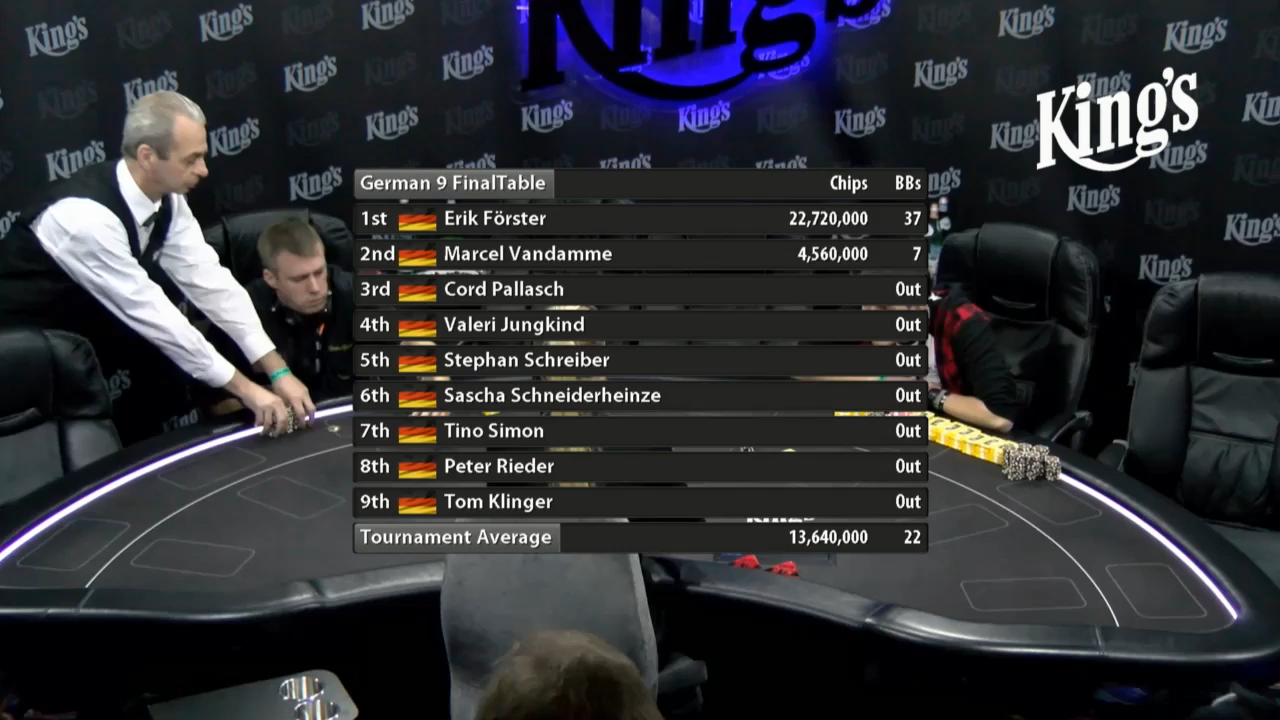 King's
King's
German 9 FinalTable Chips BBs
1st Erik Förster 22,720,000 37
2nd Marcel Vandamme 4,560,000 7
3rd Cord Pallasch Out
4th Valeri Jungkind Out
5th Stephan Schreiber Out
6th Sascha Schneiderheinze Out
7th Tino Simon Out
8th Peter Rieder Out
9th Tom Klinger Out
Tournament Average 13,640,000 22